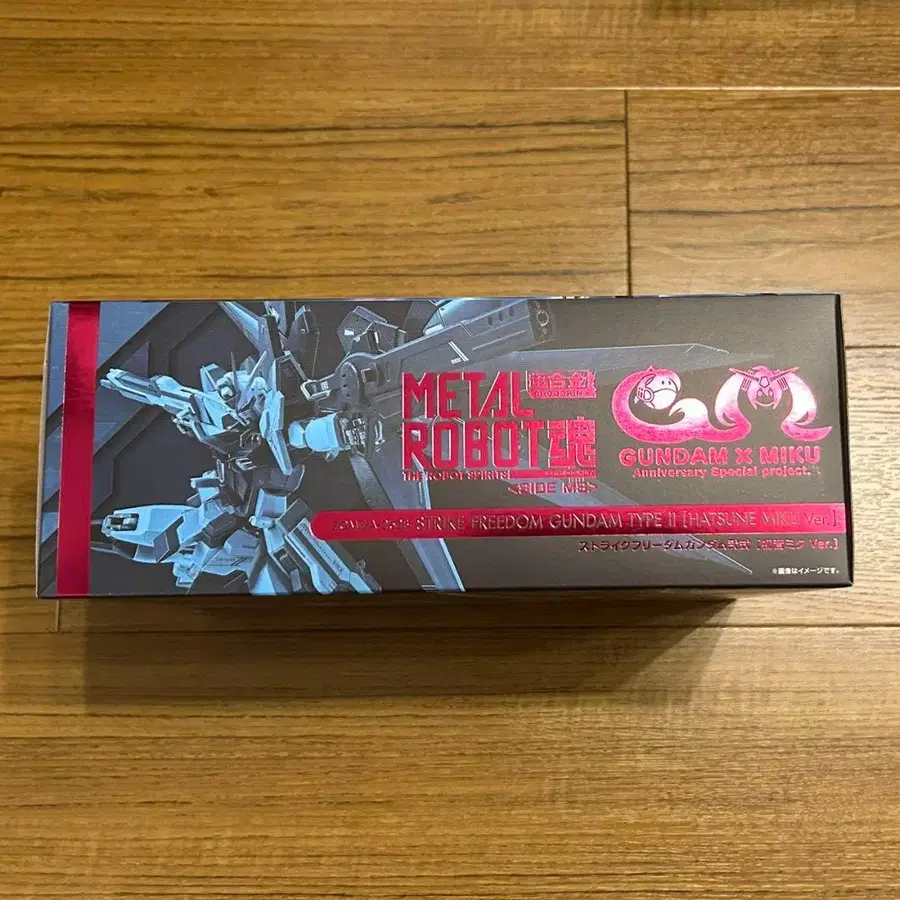 METAL 超合金
ROBOT魂
THE ROBOT SPIRITS
<SIDE MS>
GUNDAM X MIKU
Anniversary Special project.
STRIKE FREEDOM GUNDAM TYPE II [HATSUNE MIKU Ver.]
ストライクフリーダムガンダム弐式 [初音ミク Ver.]
※画像はイメージです。